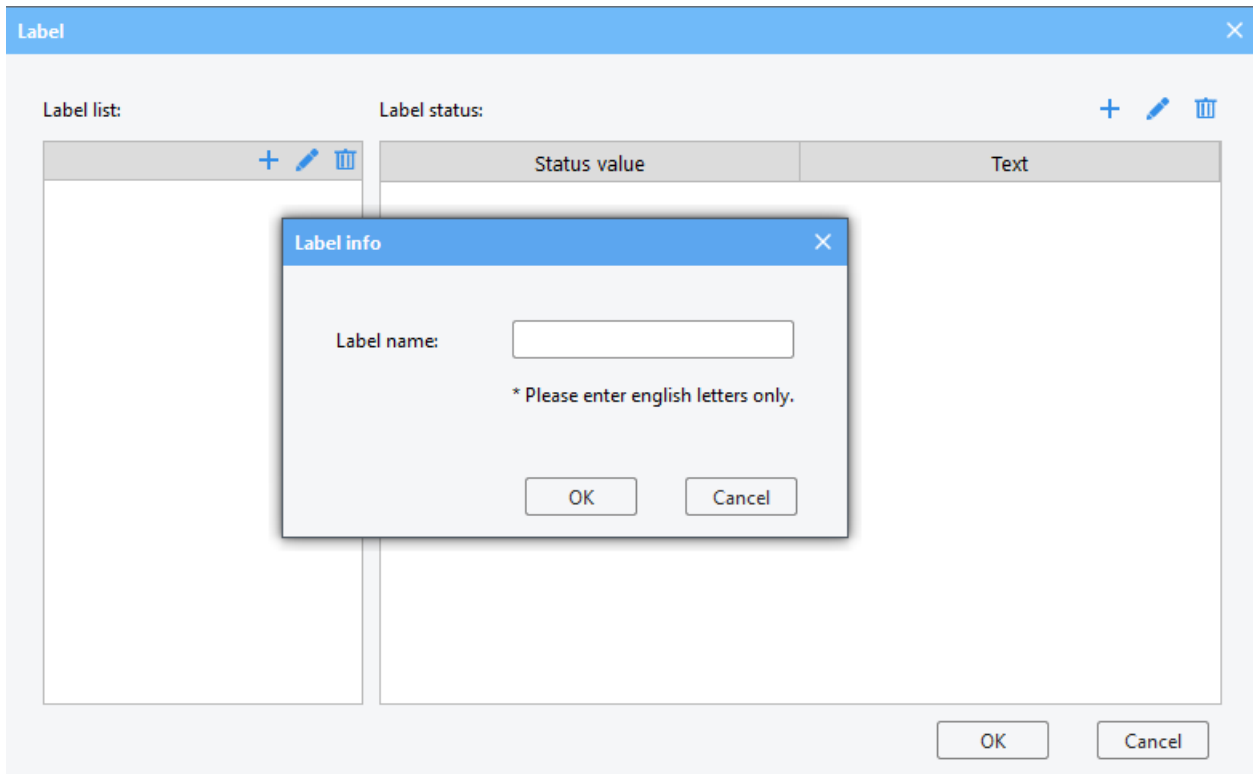 Label
Label list:
Label status:
Status value
Text
Label info
Label name:
* Please enter english letters only.
OK
Cancel
OK
Cancel